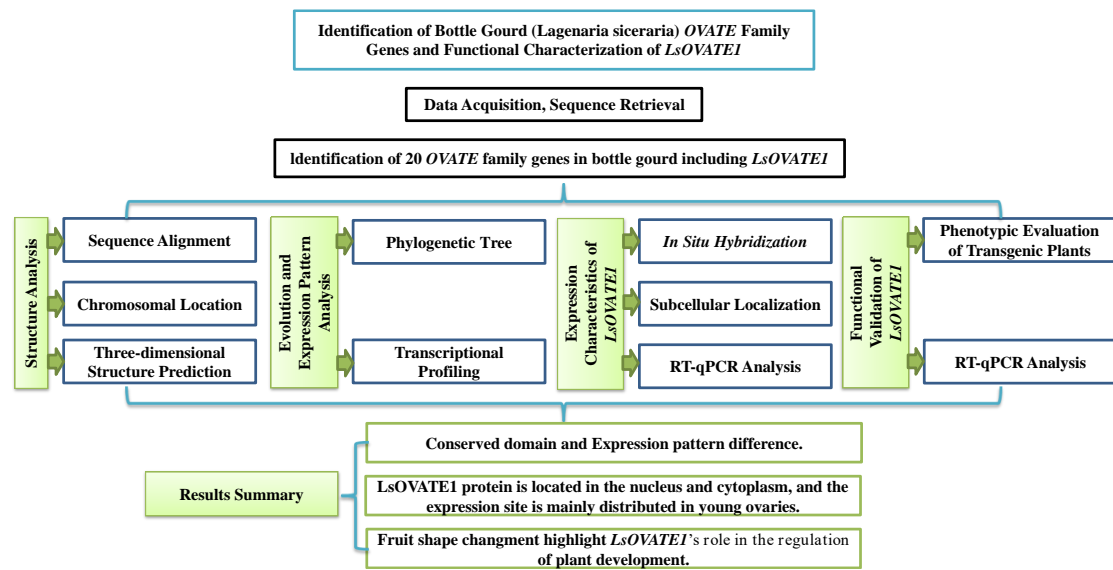 Identification of Bottle Gourd (Lagenaria siceraria) OVATE Family
Genes and Functional Characterization of LsOVATE1
Data Acquisition, Sequence Retrieval
Identification of 20 OVATE family genes in bottle gourd including LsOVATE1
Structure Analysis
Sequence Alignment
Chromosomal Location
Three-dimensional
Structure Prediction
Evolution and
Expression Pattern
Analysis
Phylogenetic Tree
Transcriptional
Profiling
Expression
Characteristics of
LsOVATE1
In Situ Hybridization
Subcellular Localization
RT-qPCR Analysis
Functional
Validation of
LsOVATE1
Phenotypic Evaluation
of Transgenic Plants
RT-qPCR Analysis
Results Summary
Conserved domain and Expression pattern difference.
LsOVATE1 protein is located in the nucleus and cytoplasm, and the
expression site is mainly distributed in young ovaries.
Fruit shape changment highlight LsOVATE1's role in the regulation
of plant development.